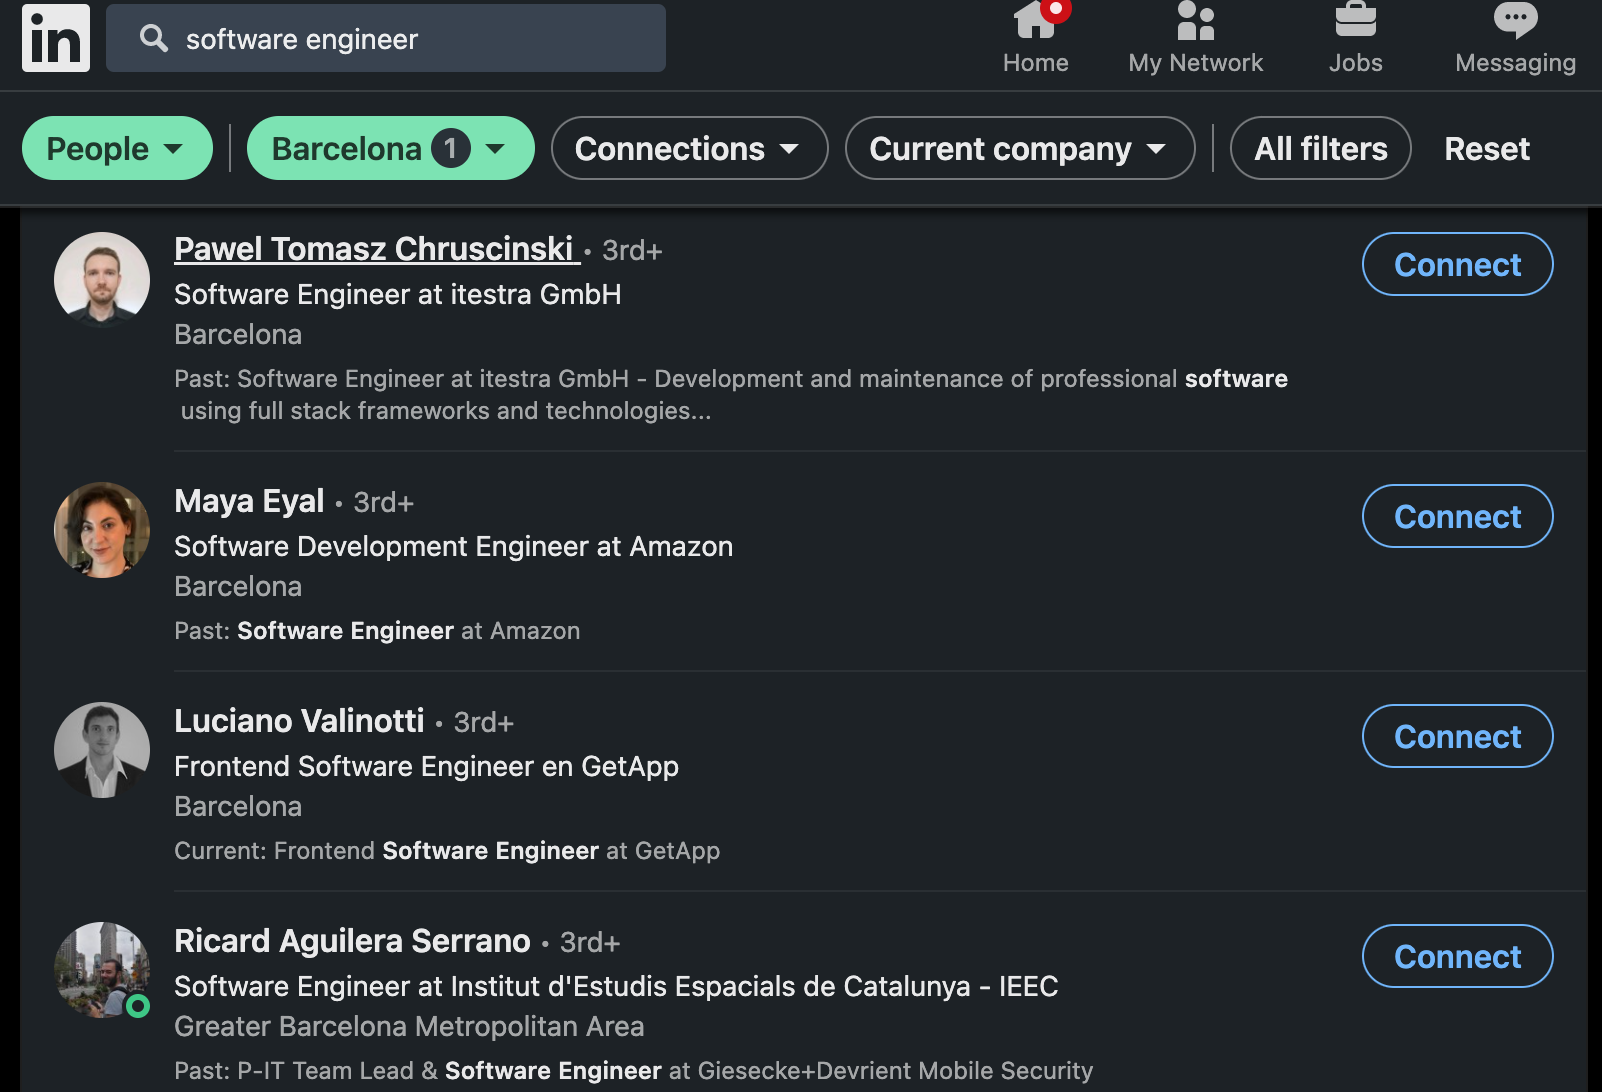 in
software engineer
Home
My Network
Jobs
Messaging
People
Barcelona 1
Connections
Current company
All filters
Reset
Pawel Tomasz Chruscinski • 3rd+
Connect
Software Engineer at itestra GmbH
Barcelona
Past: Software Engineer at itestra GmbH - Development and maintenance of professional software
using full stack frameworks and technologies...
Maya Eyal • 3rd+
Connect
Software Development Engineer at Amazon
Barcelona
Past: Software Engineer at Amazon
Luciano Valinotti • 3rd+
Connect
Frontend Software Engineer en GetApp
Barcelona
Current: Frontend Software Engineer at GetApp
Ricard Aguilera Serrano • 3rd+
Connect
Software Engineer at Institut d'Estudis Espacials de Catalunya - IEEC
Greater Barcelona Metropolitan Area
Past: P-IT Team Lead & Software Engineer at Giesecke+Devrient Mobile Security